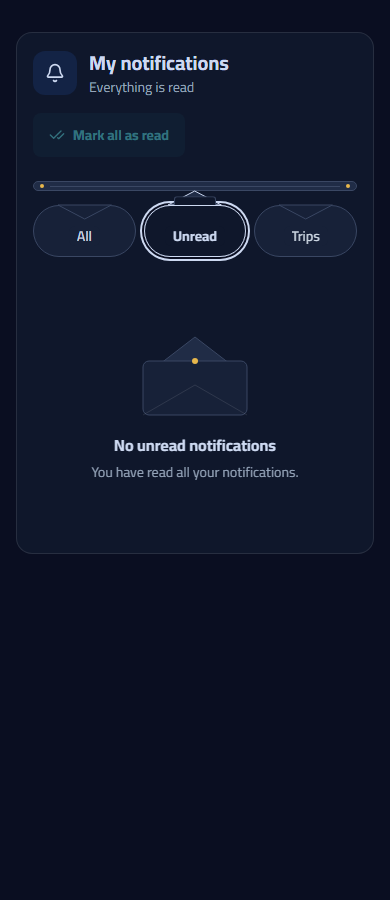 My notifications
Everything is read
Mark all as read
All
Unread
Trips
No unread notifications
You have read all your notifications.